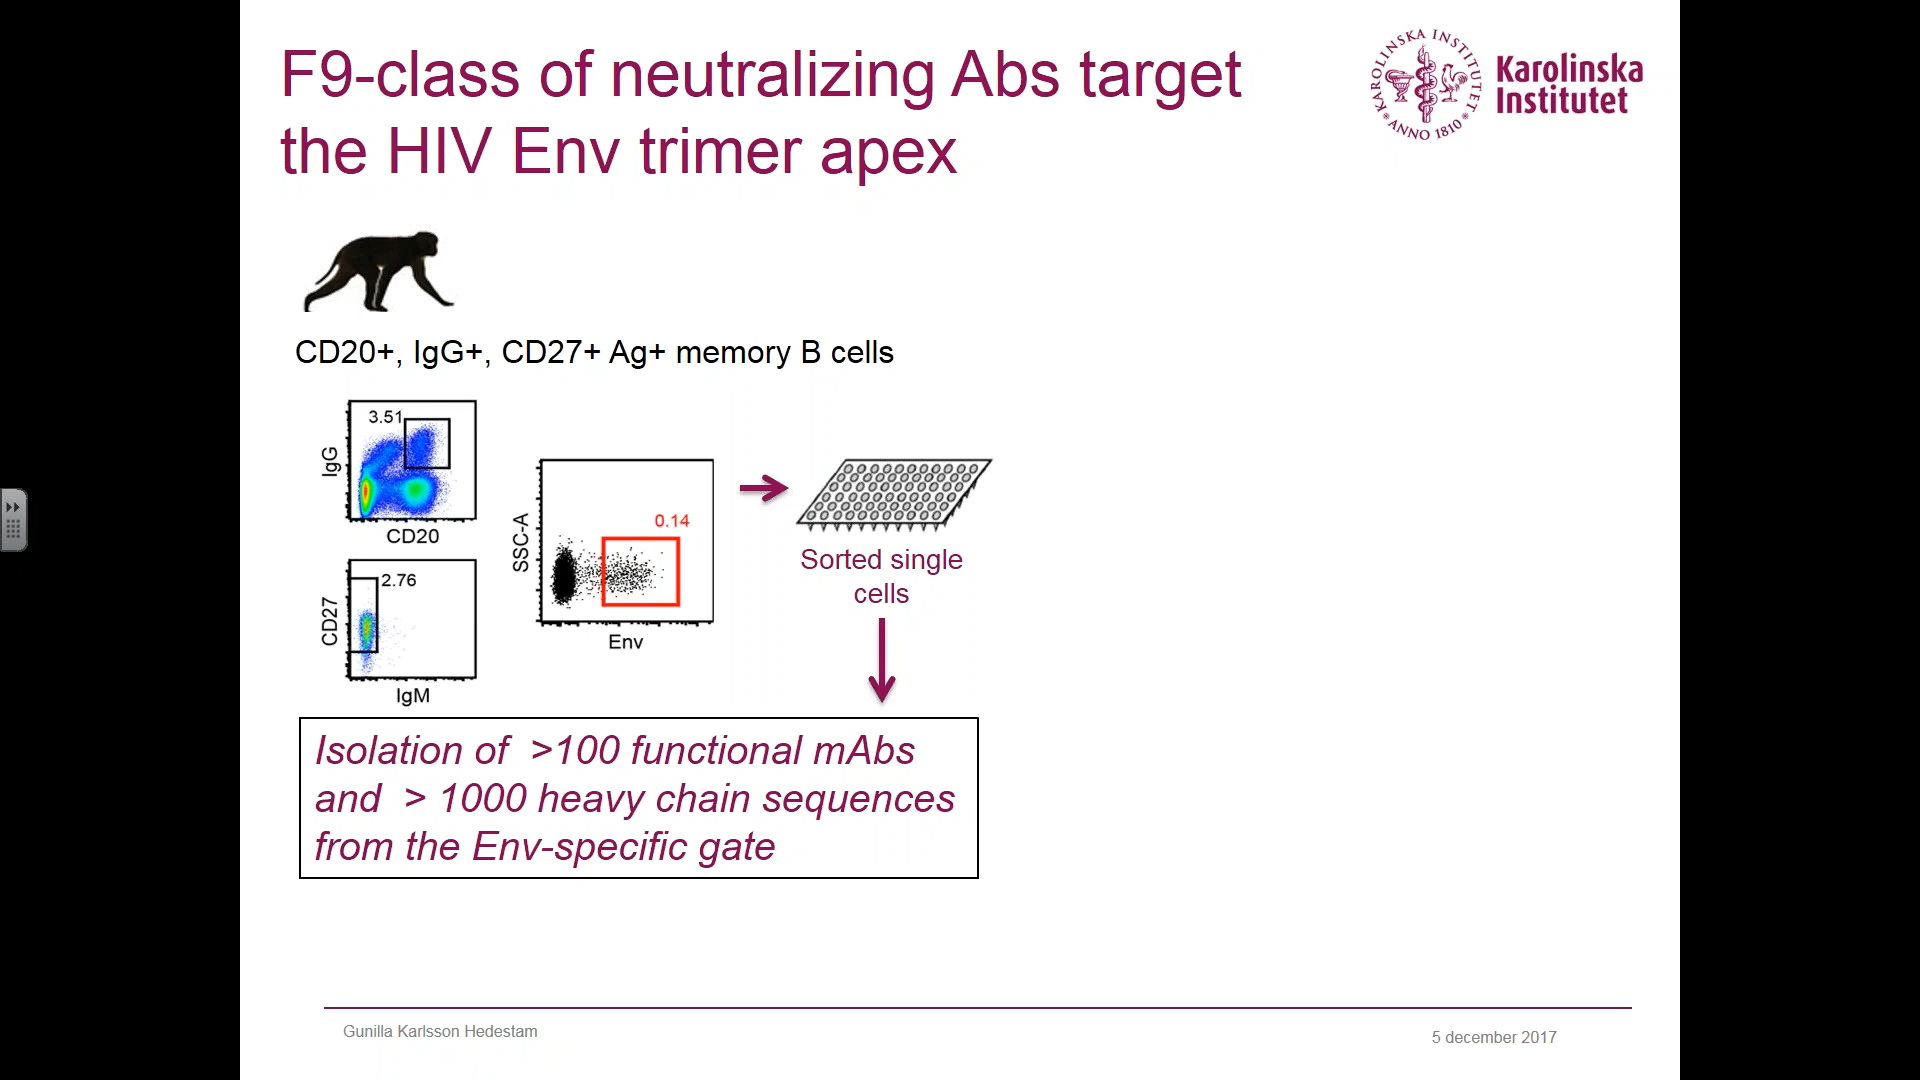 F9-class of neutralizing Abs target
the HIV Env trimer apex
KAROLINSKA INSTITUTET
ANNO 1810
Karolinska
Institutet
CD20+, IgG+, CD27+ Ag+ memory B cells
3.51
IgG
CD20
2.76
CD27
IgM
0.14
SSC-A
Env
Sorted single
cells
Isolation of >100 functional mAbs
and > 1000 heavy chain sequences
from the Env-specific gate
Gunilla Karlsson Hedestam
5 december 2017